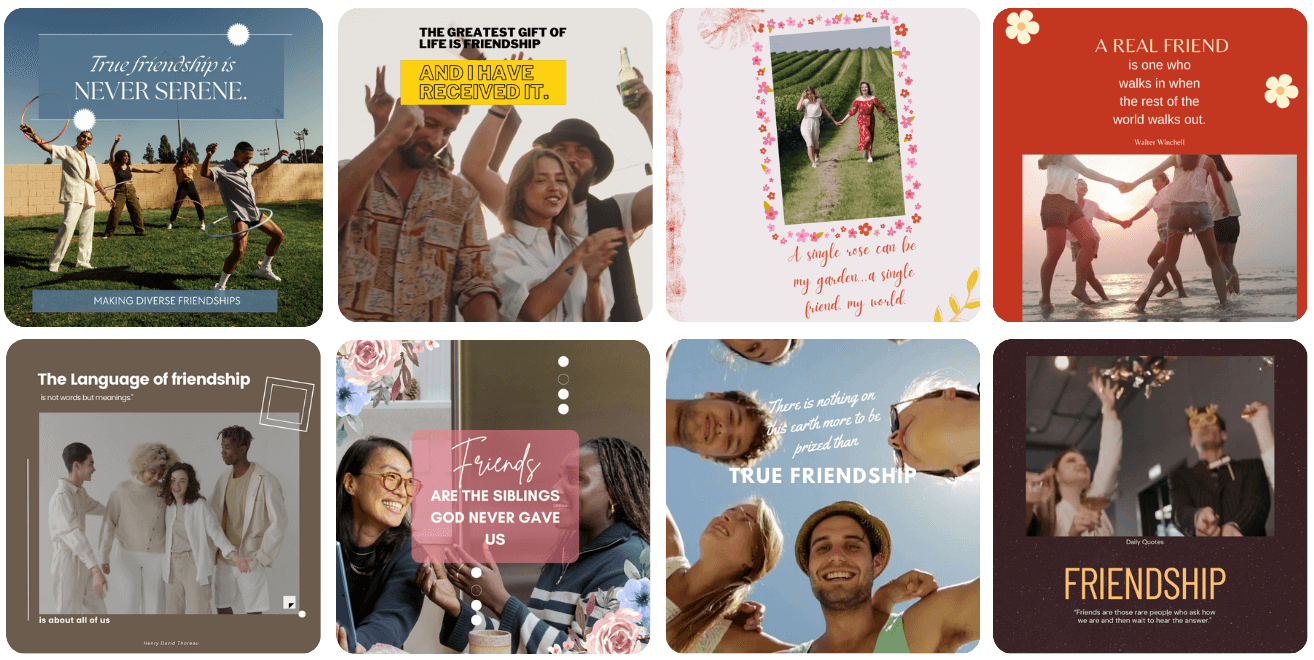 True friendship is
NEVER SERENE.
MAKING DIVERSE FRIENDSHIPS
THE GREATEST GIFT OF
LIFE IS FRIENDSHIP
AND I HAVE
RECEIVED IT.
A single rose can be
my garden...a single
friend, my world.
A REAL FRIEND
is one who
walks in when
the rest of the
world walks out.
Walter Winchell
The Language of friendship
is not words but meanings."
is about all of us
Henry David Thoreau
Friends
ARE THE SIBLINGS
GOD NEVER GAVE
US
There is nothing on
this earth more to be
prized than
TRUE FRIENDSHIP
Daily Quotes
FRIENDSHIP
"Friends are those rare people who ask how
we are and then wait to hear the answer."